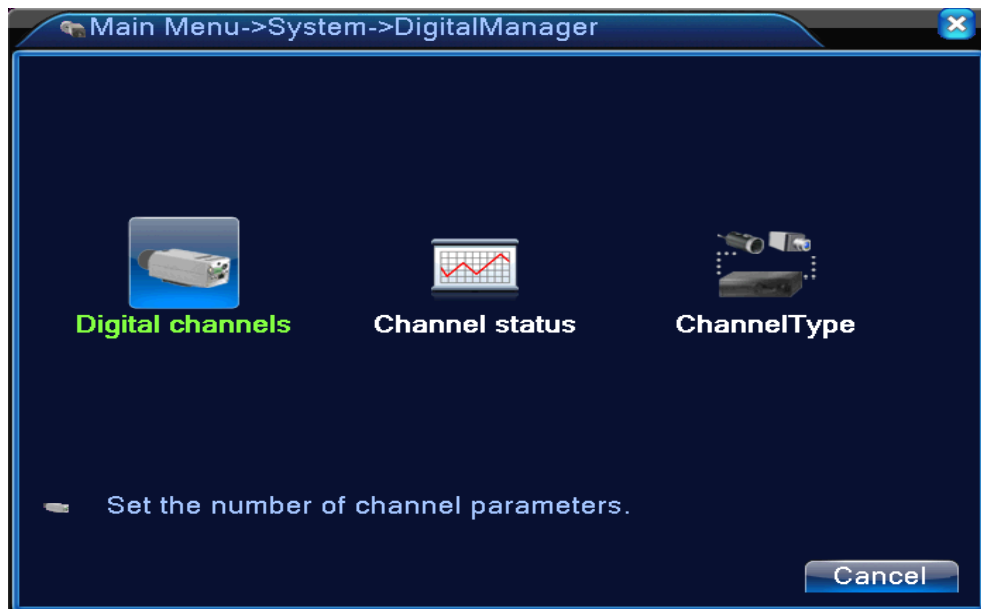 Main Menu->System->DigitalManager
Digital channels
Channel status
ChannelType
Set the number of channel parameters.
Cancel